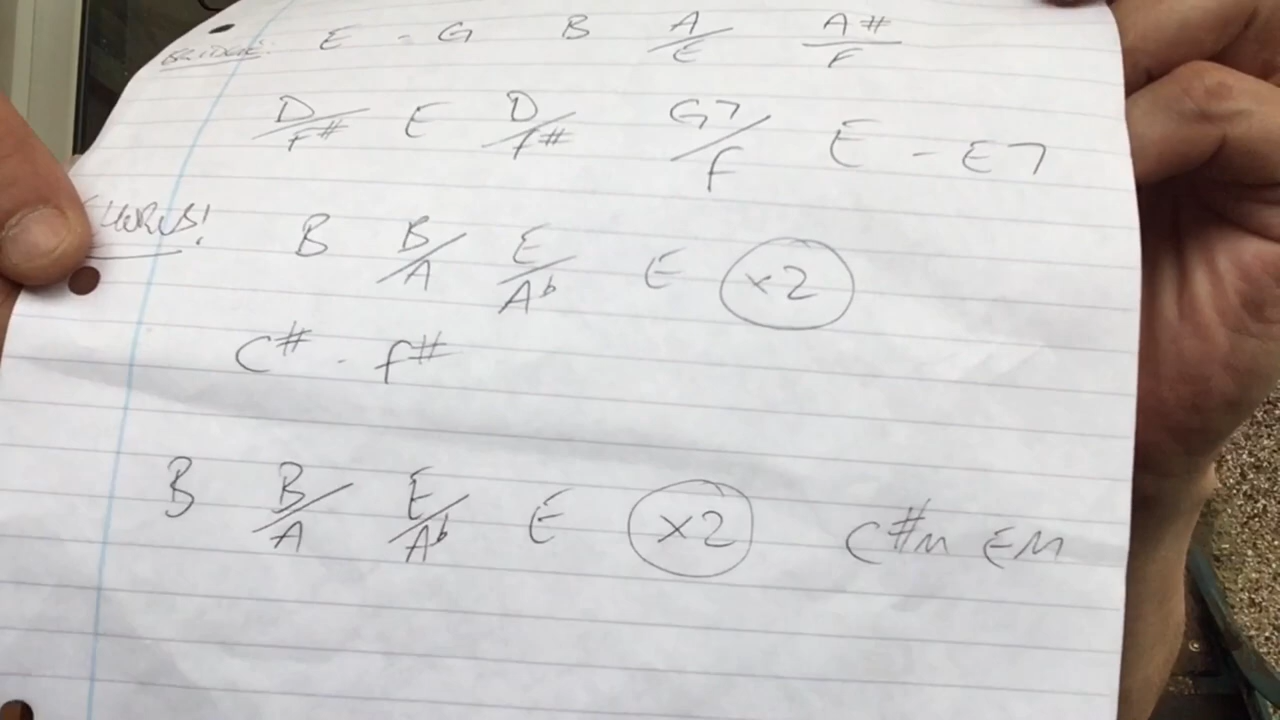 BRIDGE: E - G B A/E A#/F
D/F# E D/F# G7/F E - E7
CHORUS! B B/A E/Ab E x2
C# - F#
B B/A E/Ab E x2 C#m Em